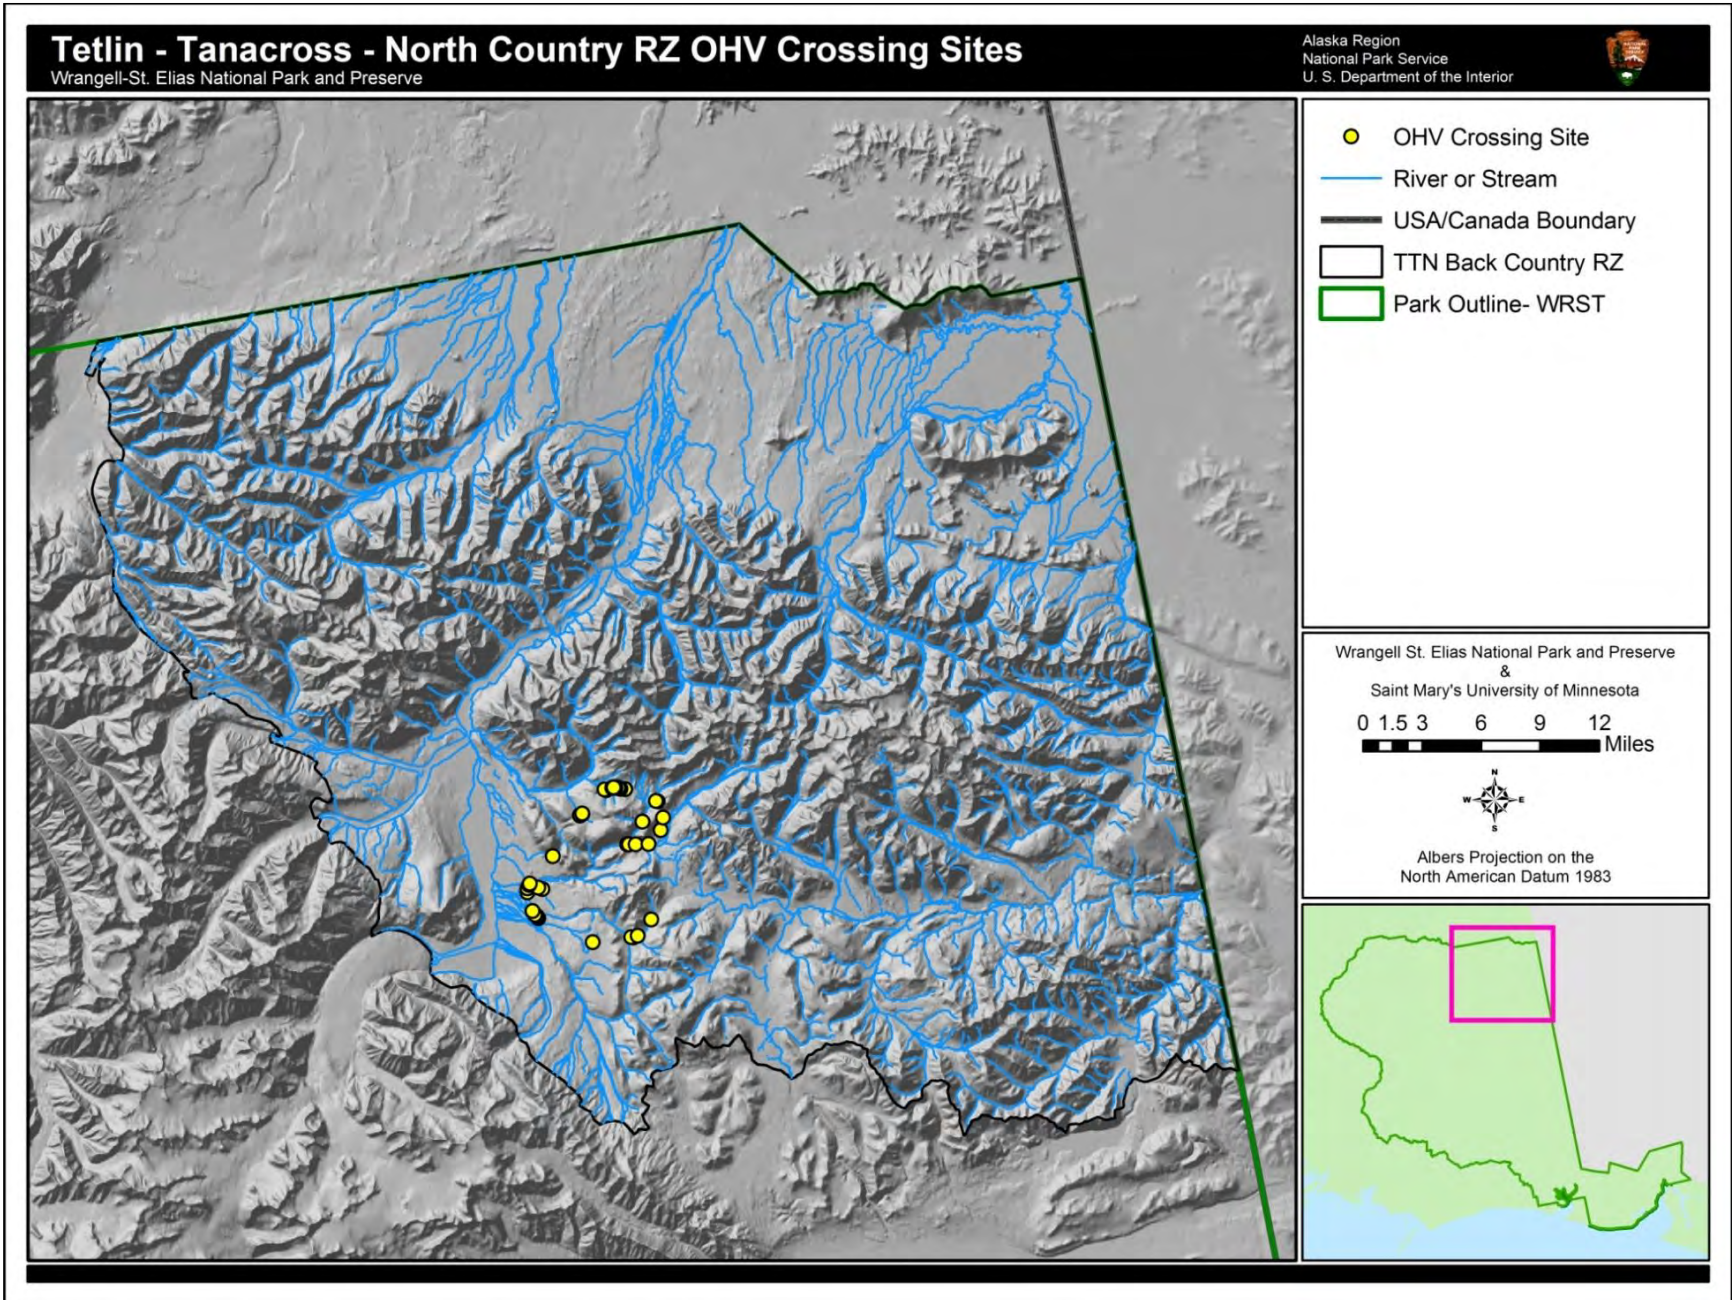 Tetlin - Tanacross - North Country RZ OHV Crossing Sites
Wrangell-St. Elias National Park and Preserve
Alaska Region
National Park Service
U. S. Department of the Interior
OHV Crossing Site
River or Stream
USA/Canada Boundary
TTN Back Country RZ
Park Outline- WRST
Wrangell St. Elias National Park and Preserve
&
Saint Mary's University of Minnesota
0 1.5 3 6 9 12
Miles
N
W E
S
Albers Projection on the
North American Datum 1983